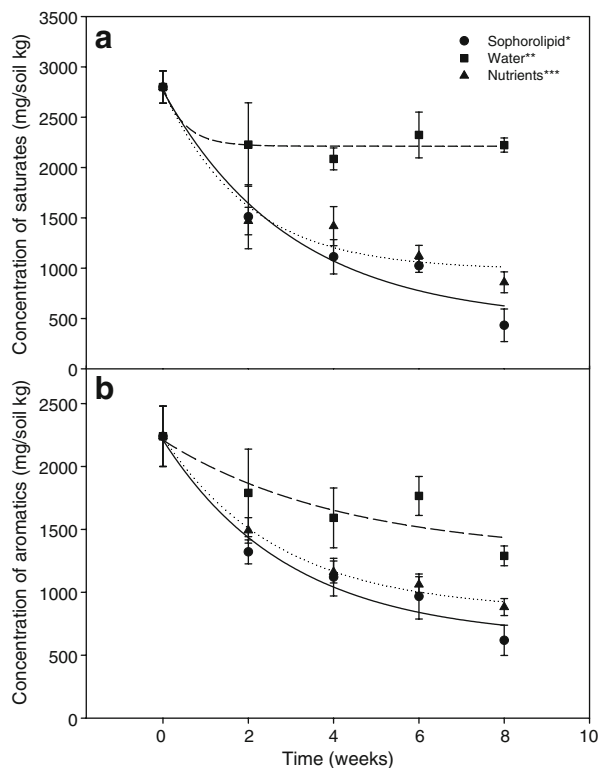 a
Sophorolipid*
Water**
Nutrients***
Concentration of saturates (mg/soil kg)
3500
3000
2500
2000
1500
1000
500
0
b
Concentration of aromatics (mg/soil kg)
2500
2000
1500
1000
500
0
0 2 4 6 8 10
Time (weeks)